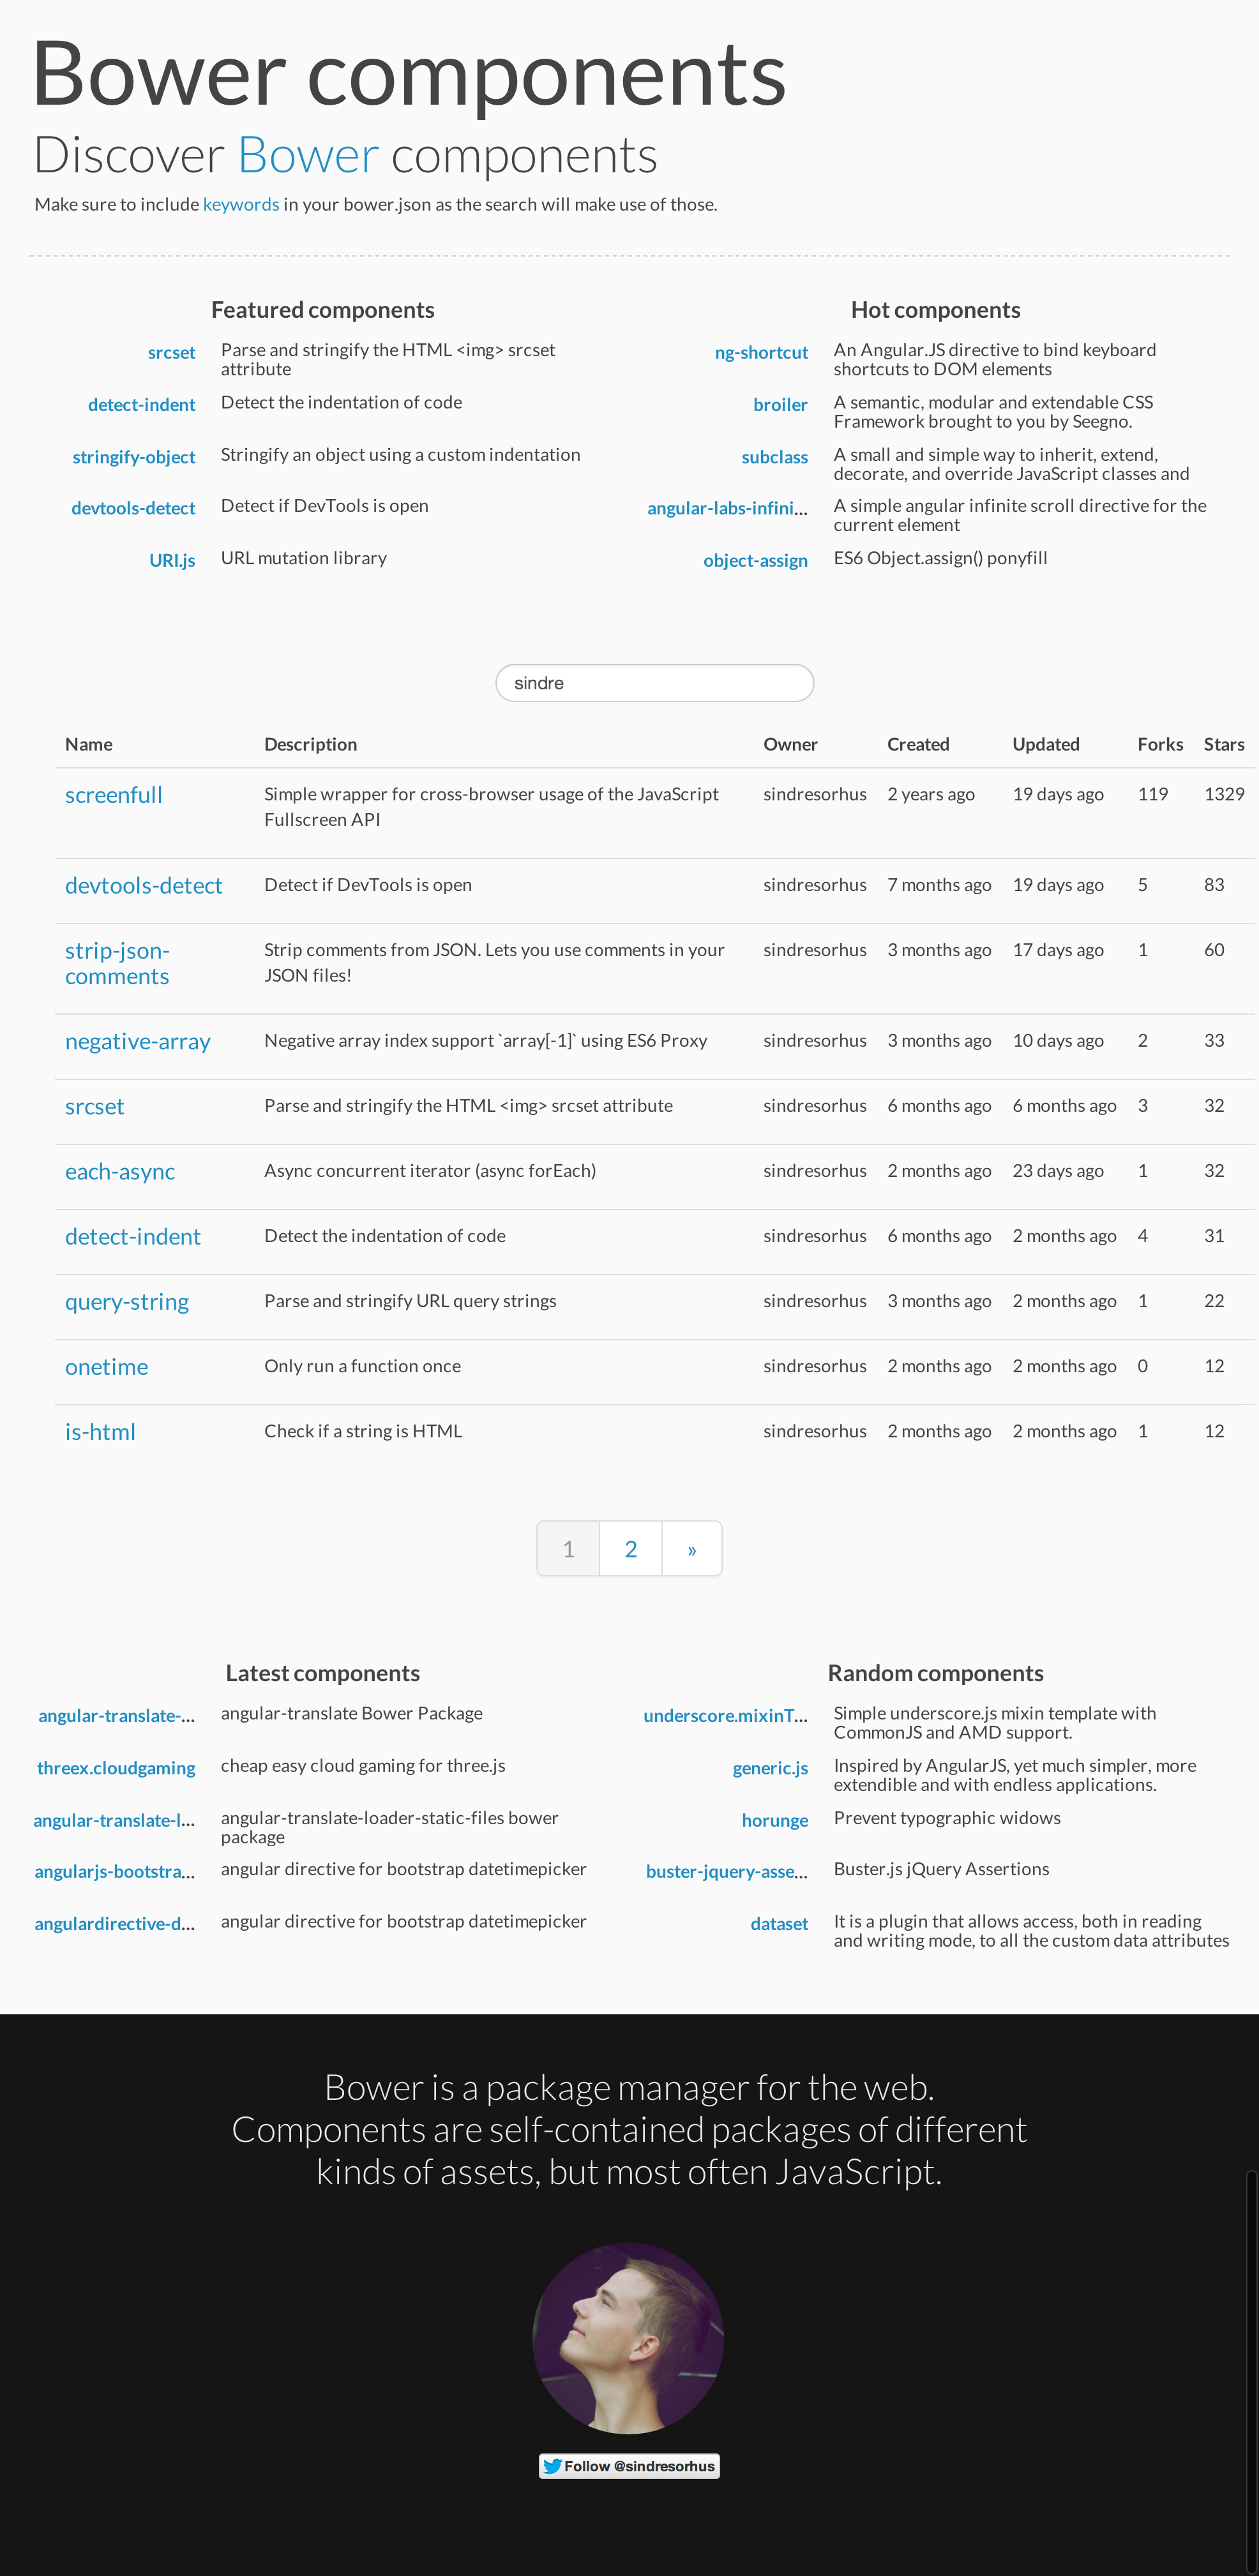 Bower components
Discover Bower components
Make sure to include keywords in your bower.json as the search will make use of those.
Featured components
srcset Parse and stringify the HTML <img> srcset
attribute
detect-indent Detect the indentation of code
stringify-object Stringify an object using a custom indentation
devtools-detect Detect if DevTools is open
URI.js URL mutation library
Hot components
ng-shortcut An Angular.JS directive to bind keyboard
shortcuts to DOM elements
broiler A semantic, modular and extendable CSS
Framework brought to you by Seegno.
subclass A small and simple way to inherit, extend,
decorate, and override JavaScript classes and
angular-labs-infini... A simple angular infinite scroll directive for the
current element
object-assign ES6 Object.assign() ponyfill
sindre
Name Description Owner Created Updated Forks Stars
screenfull Simple wrapper for cross-browser usage of the JavaScript sindresorhus 2 years ago 19 days ago 119 1329
Fullscreen API
devtools-detect Detect if DevTools is open sindresorhus 7 months ago 19 days ago 5 83
strip-json- Strip comments from JSON. Lets you use comments in your sindresorhus 3 months ago 17 days ago 1 60
comments JSON files!
negative-array Negative array index support `array[-1]` using ES6 Proxy sindresorhus 3 months ago 10 days ago 2 33
srcset Parse and stringify the HTML <img> srcset attribute sindresorhus 6 months ago 6 months ago 3 32
each-async Async concurrent iterator (async forEach) sindresorhus 2 months ago 23 days ago 1 32
detect-indent Detect the indentation of code sindresorhus 6 months ago 2 months ago 4 31
query-string Parse and stringify URL query strings sindresorhus 3 months ago 2 months ago 1 22
onetime Only run a function once sindresorhus 2 months ago 2 months ago 0 12
is-html Check if a string is HTML sindresorhus 2 months ago 2 months ago 1 12
1 2 »
Latest components
angular-translate-... angular-translate Bower Package
threex.cloudgaming cheap easy cloud gaming for three.js
angular-translate-l... angular-translate-loader-static-files bower
package
angularjs-bootstra... angular directive for bootstrap datetimepicker
angulardirective-d... angular directive for bootstrap datetimepicker
Random components
underscore.mixinT... Simple underscore.js mixin template with
CommonJS and AMD support.
generic.js Inspired by AngularJS, yet much simpler, more
extendible and with endless applications.
horunge Prevent typographic widows
buster-jquery-asse... Buster.js jQuery Assertions
dataset It is a plugin that allows access, both in reading
and writing mode, to all the custom data attributes
Bower is a package manager for the web.
Components are self-contained packages of different
kinds of assets, but most often JavaScript.
Follow @sindresorhus